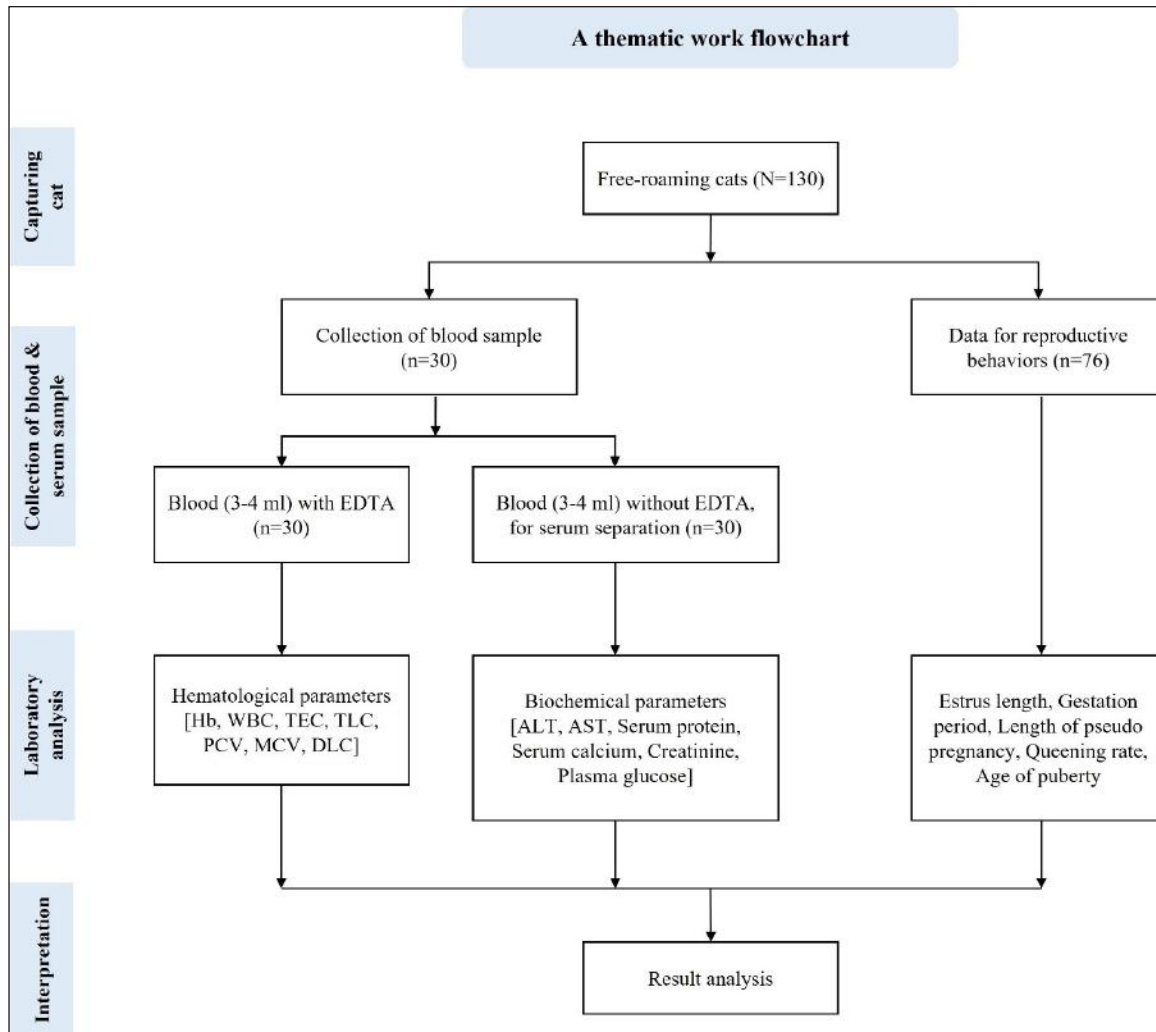 A thematic work flowchart
Capturing
cat
Free-roaming cats (N=130)
Collection of blood &
serum sample
Collection of blood sample
(n=30)
Data for reproductive
behaviors (n=76)
Blood (3-4 ml) with EDTA
(n=30)
Blood (3-4 ml) without EDTA,
for serum separation (n=30)
Laboratory
analysis
Hematological parameters
[Hb, WBC, TEC, TLC,
PCV, MCV, DLC]
Biochemical parameters
[ALT, AST, Serum protein,
Serum calcium, Creatinine,
Plasma glucose]
Estrus length, Gestation
period, Length of pseudo
pregnancy, Queening rate,
Age of puberty
Interpretation
Result analysis